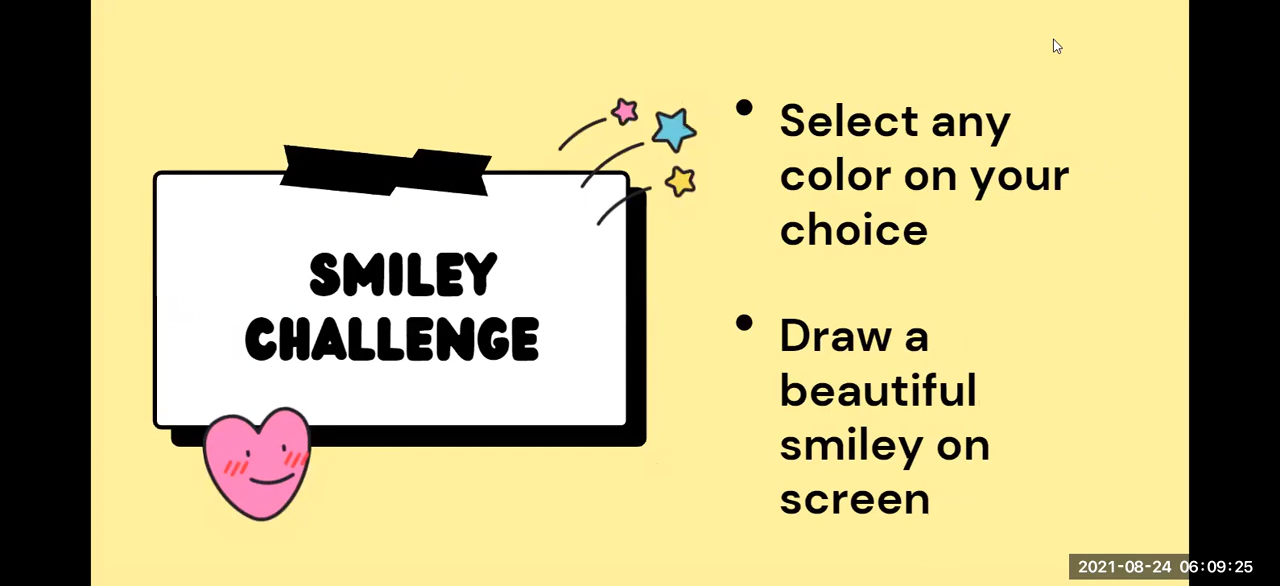 SMILEY
CHALLENGE
Select any
color on your
choice
Draw a
beautiful
smiley on
screen
2021-08-24 06:09:25